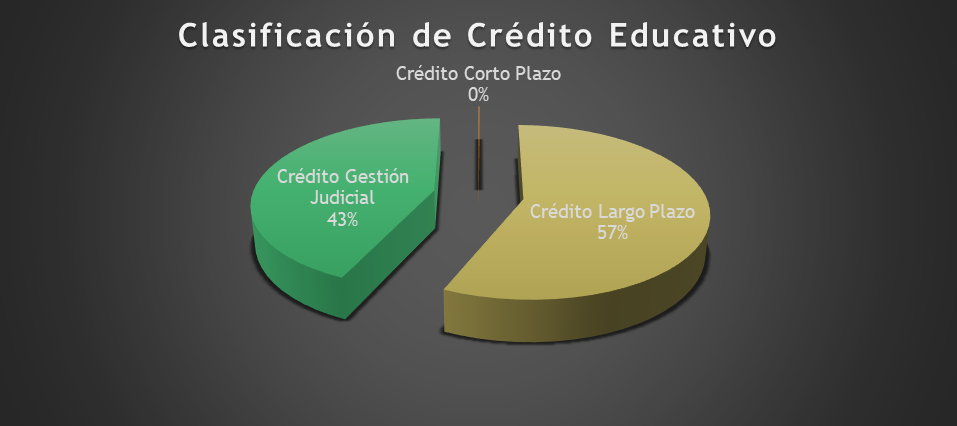 Clasificación de Crédito Educativo
Crédito Corto Plazo
0%
Crédito Gestión
Judicial
43%
Crédito Largo Plazo
57%